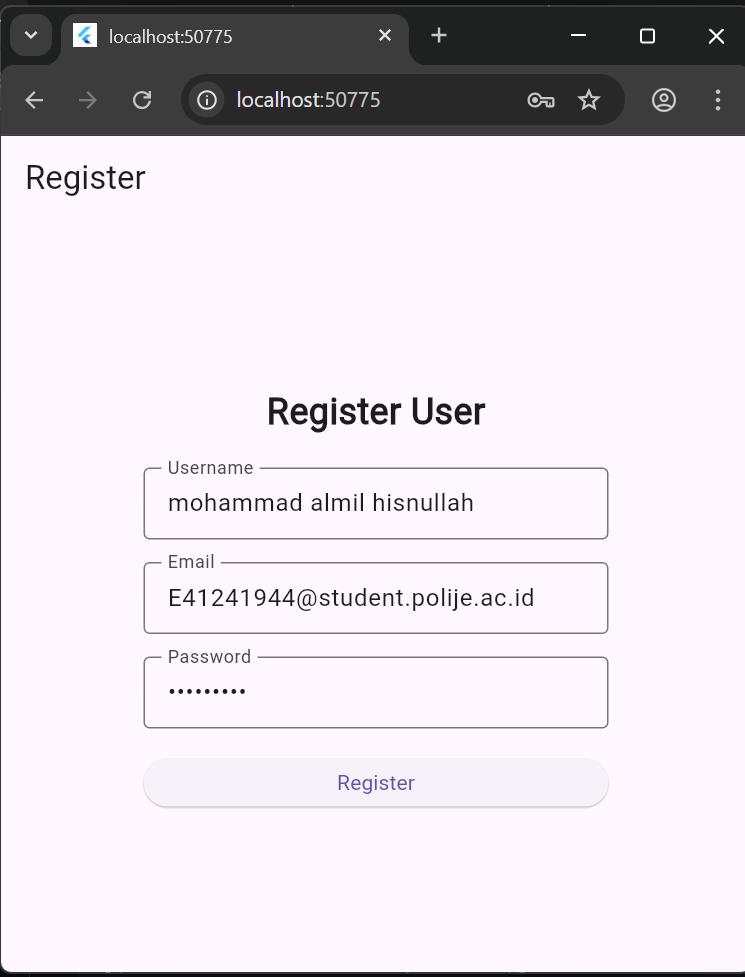 localhost:50775
localhost:50775
Register
Register User
Username
mohammad almil hisnullah
Email
E41241944@student.polije.ac.id
Password
•••••••••
Register